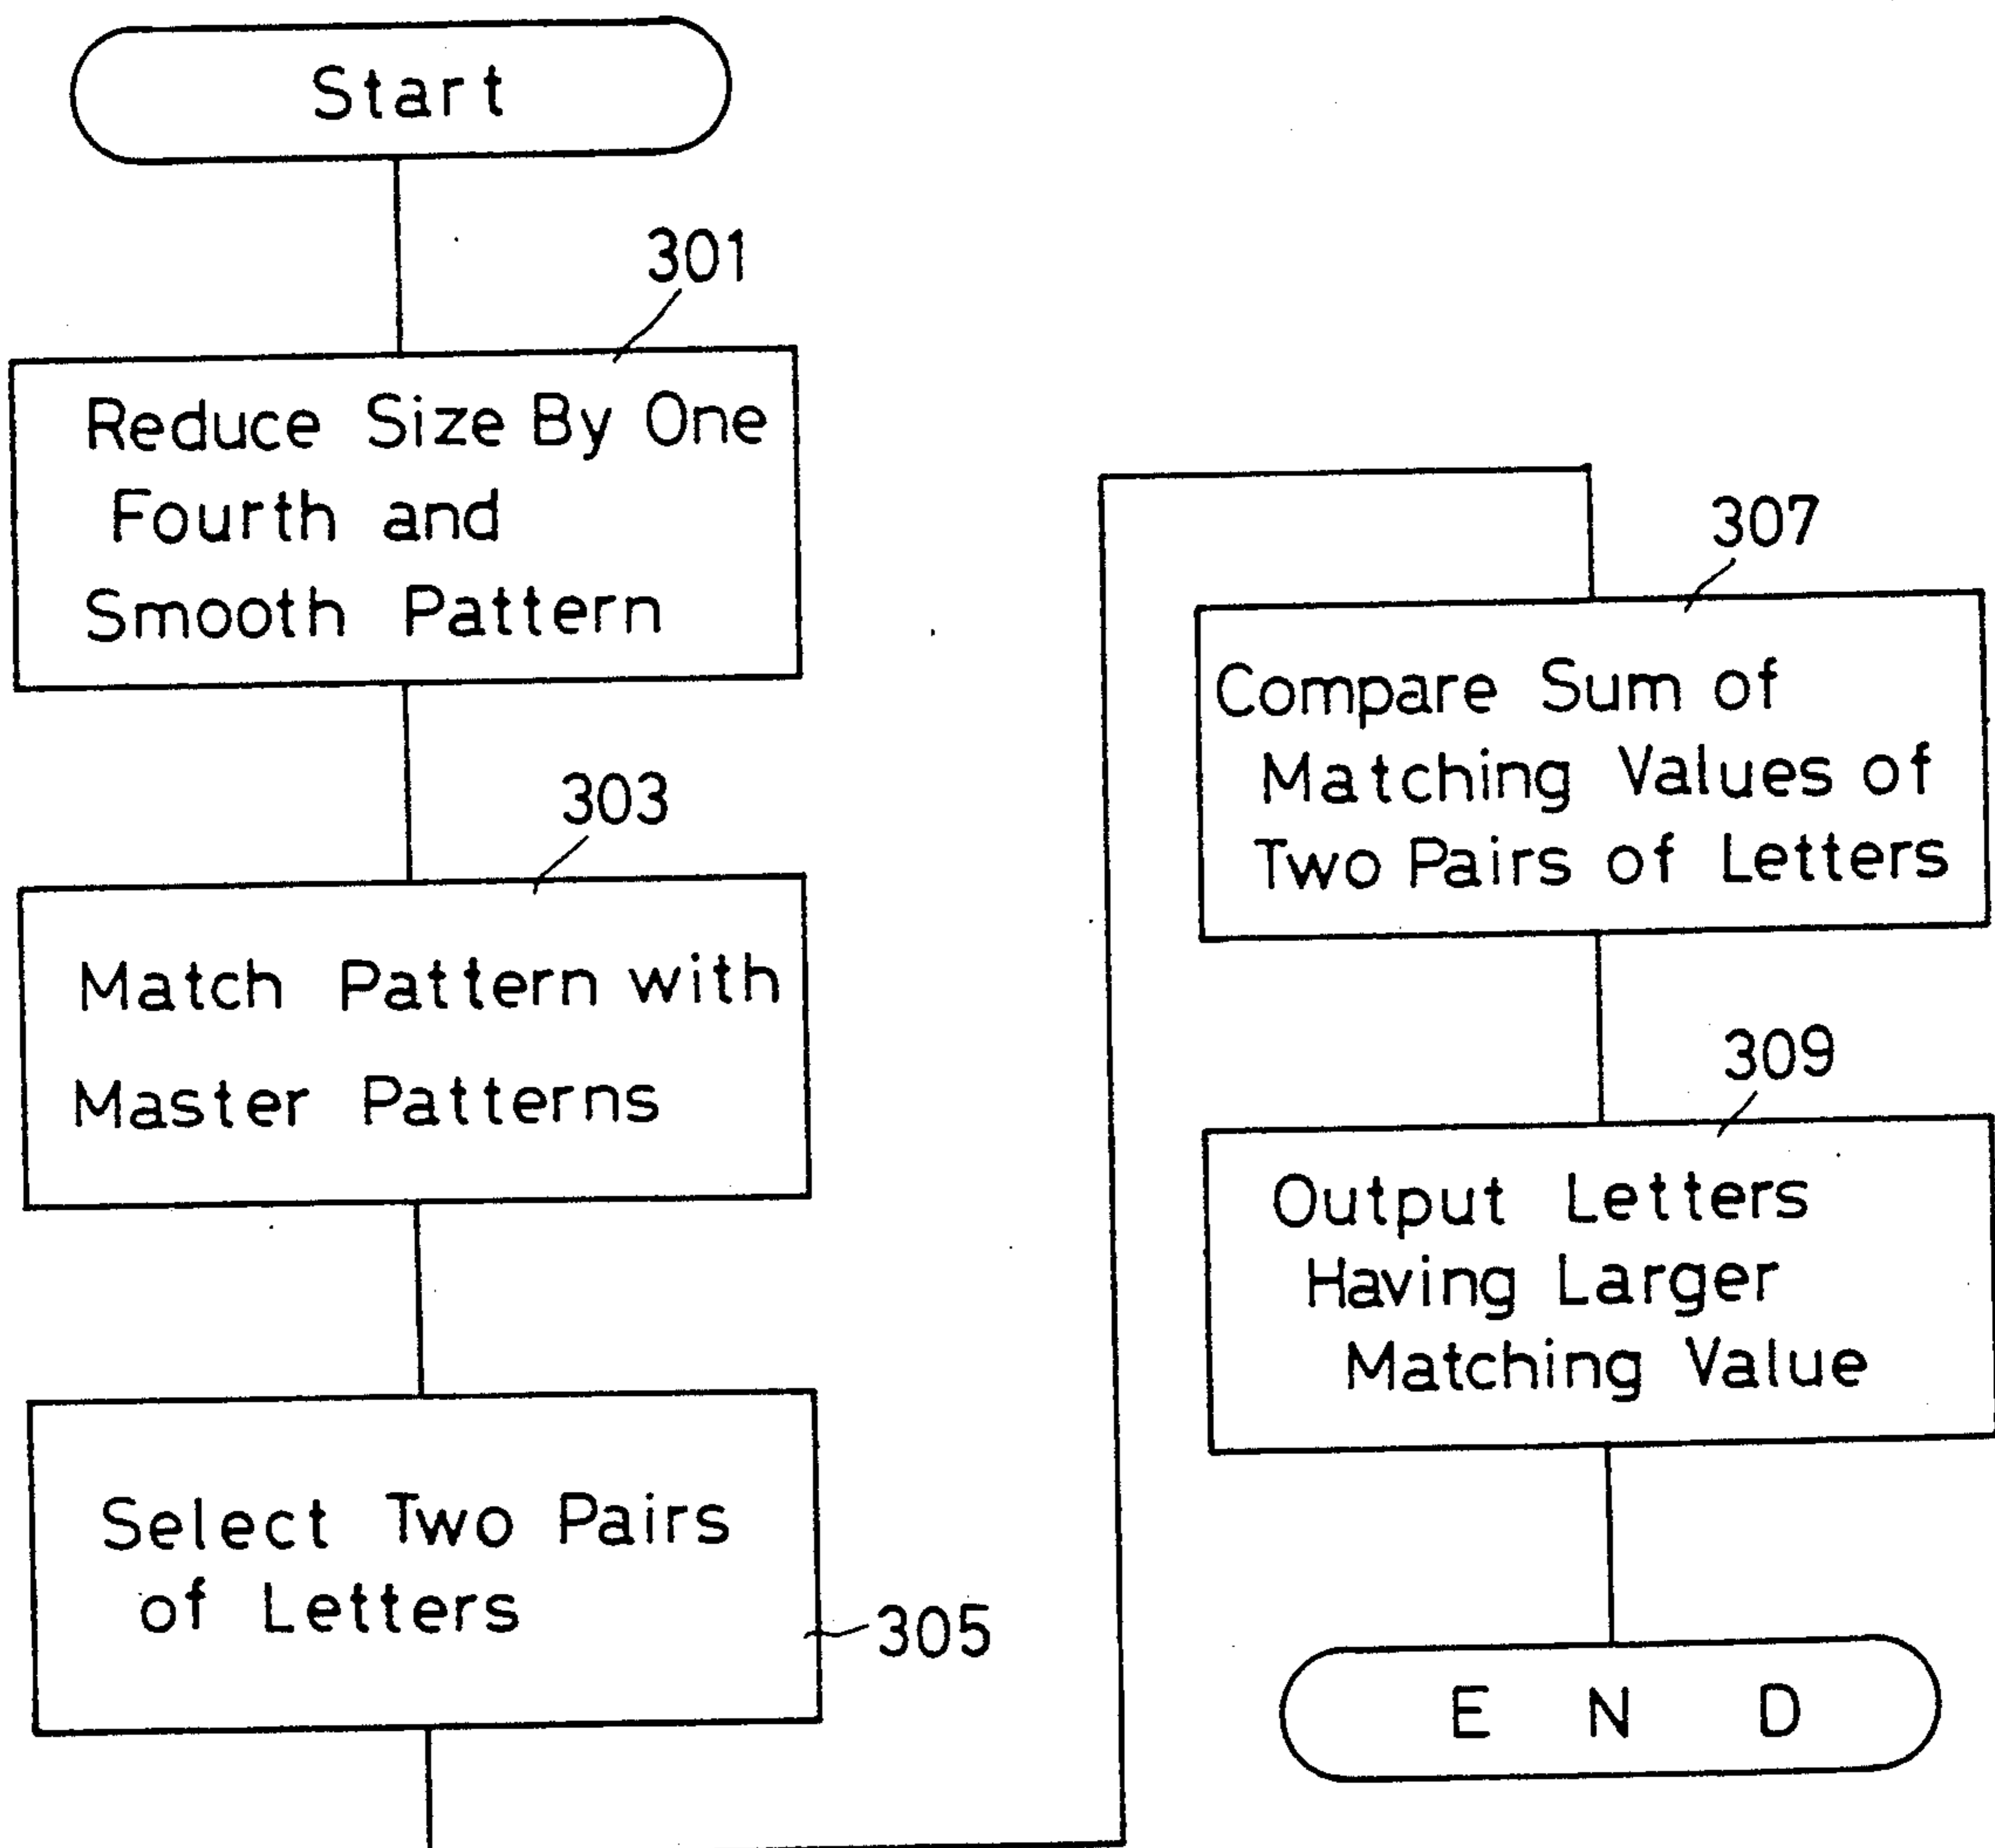 Start
301
Reduce Size By One
Fourth and
Smooth Pattern
303
Match Pattern with
Master Patterns
Select Two Pairs
of Letters
305
307
Compare Sum of
Matching Values of
Two Pairs of Letters
309
Output Letters
Having Larger
Matching Value
E N D